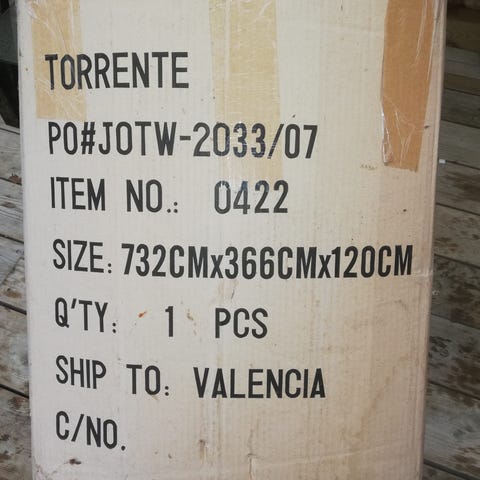 TORRENTE
PO#JOTW-2033/07
ITEM NO.: 0422
SIZE: 732CMx366CMx120CM
Q'TY: 1 PCS
SHIP TO: VALENCIA
C/NO.